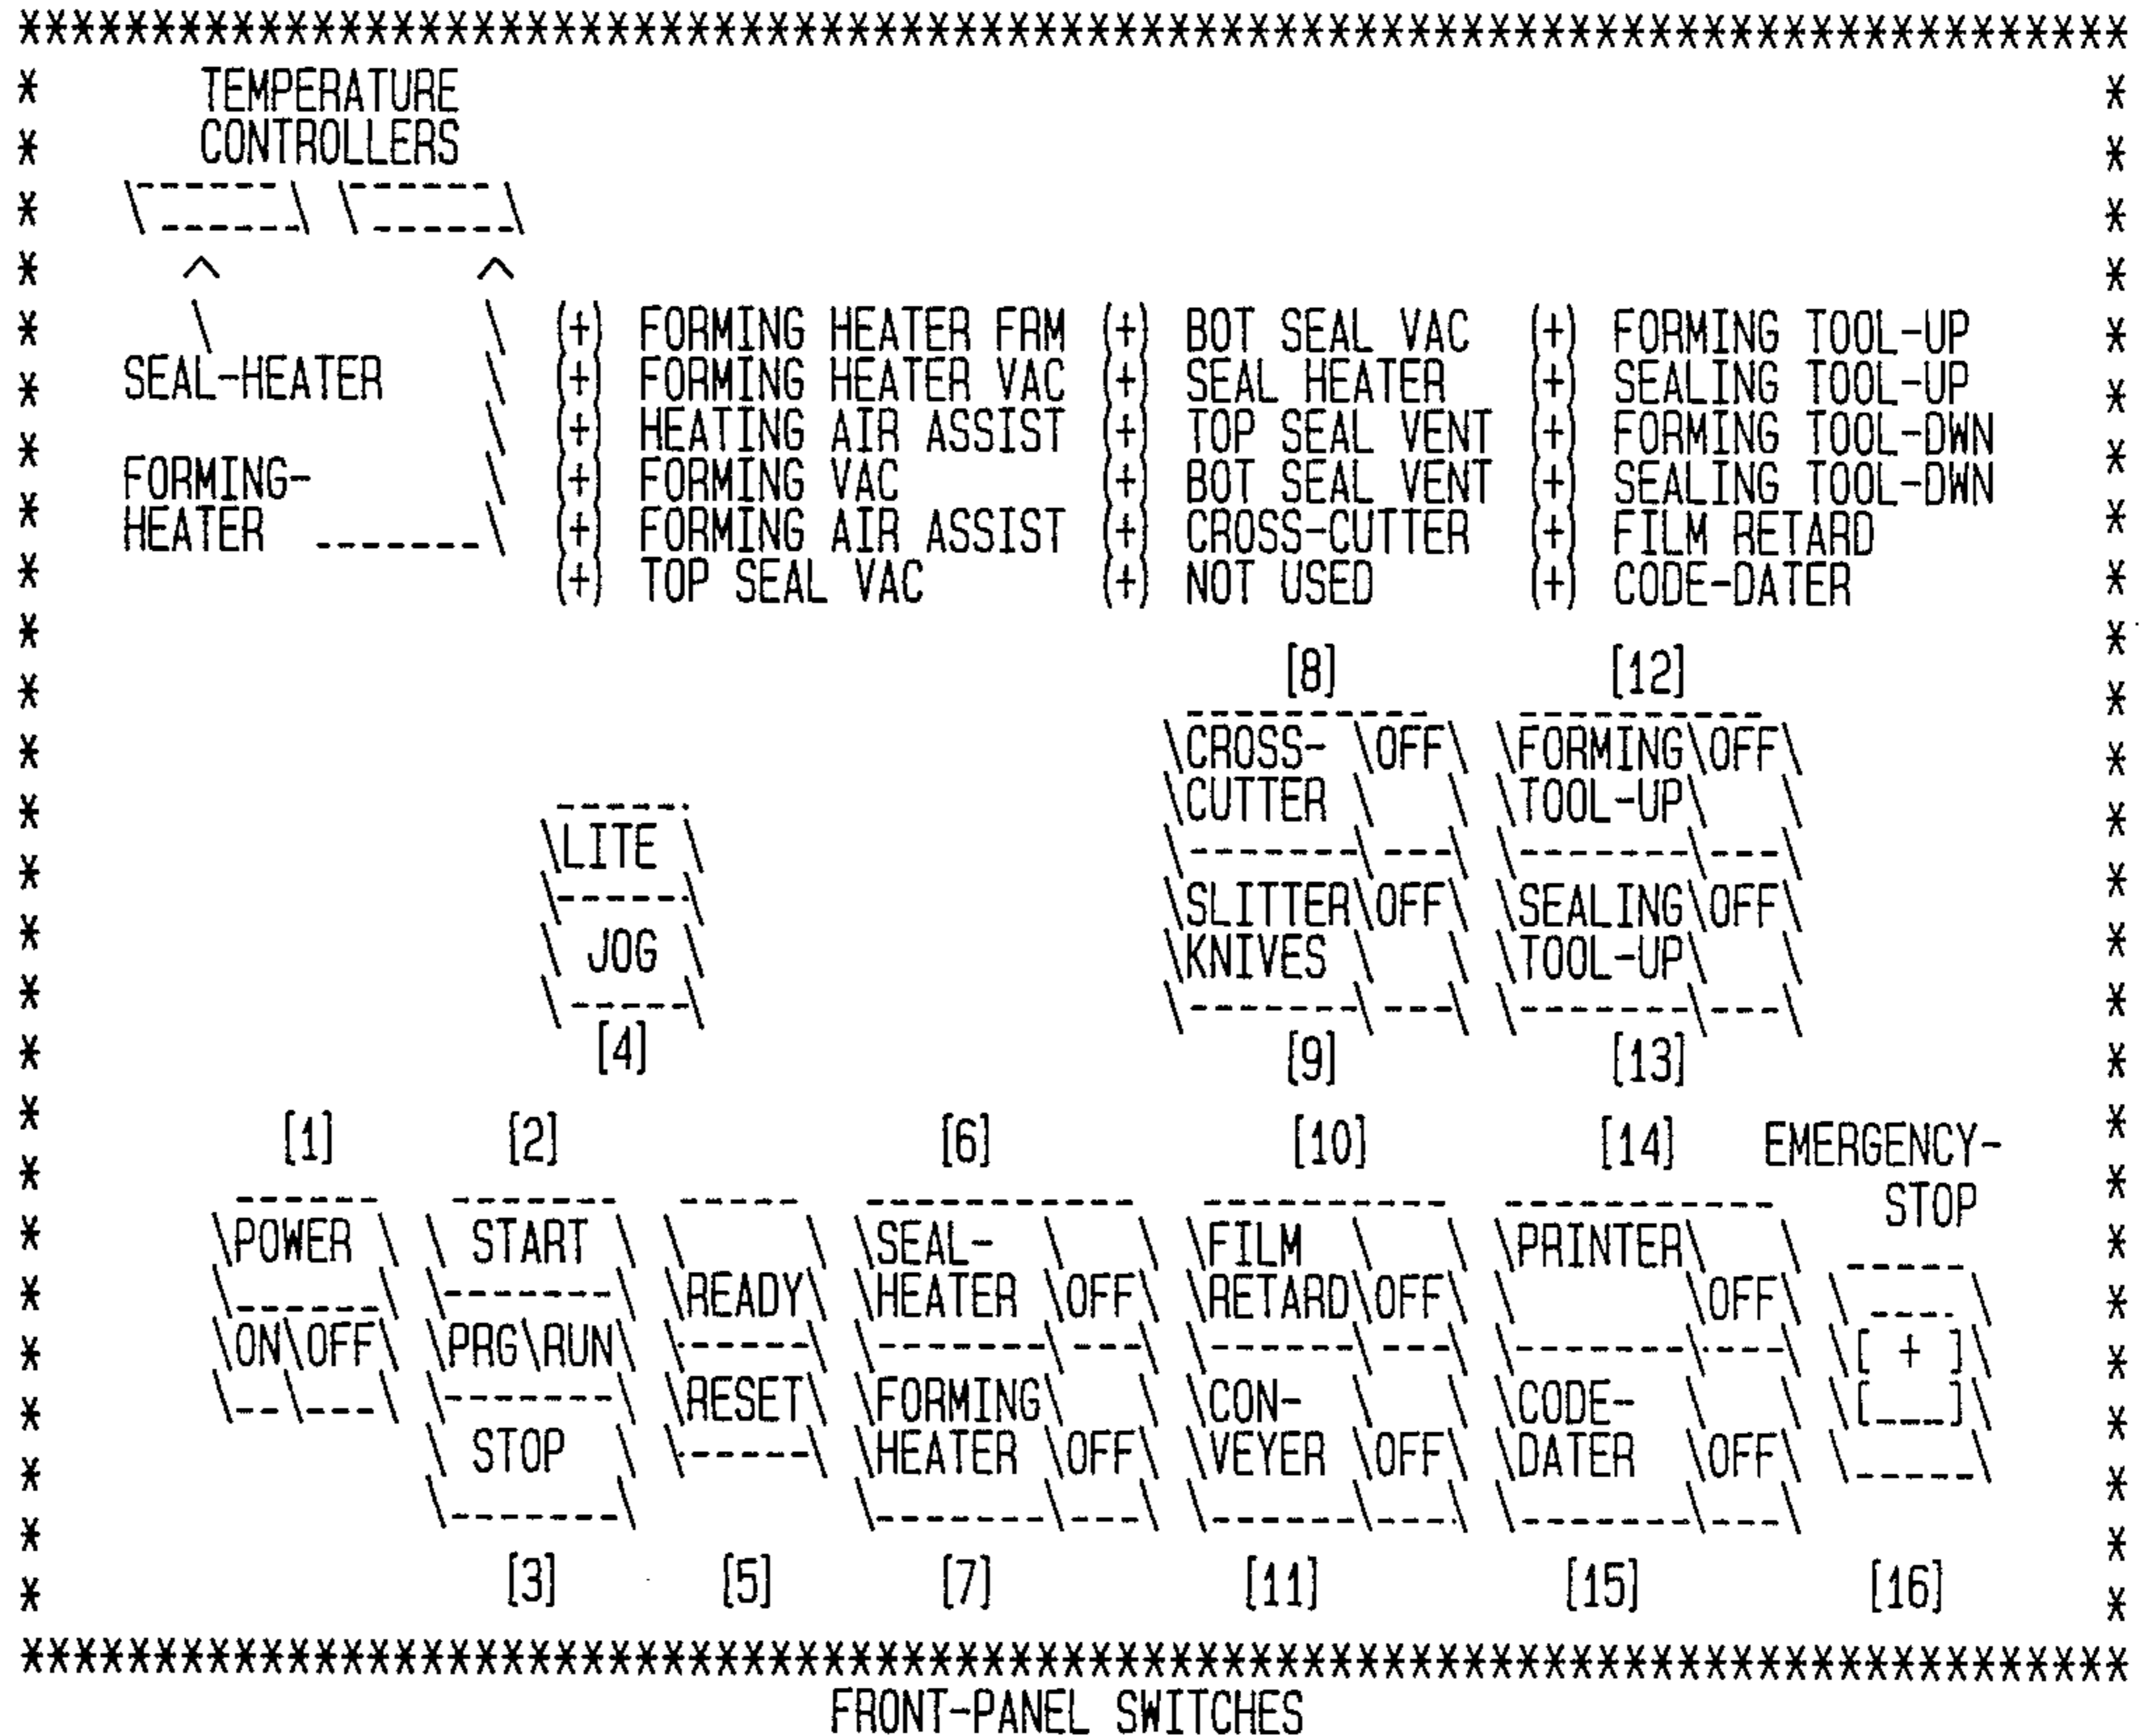 TEMPERATURE
CONTROLLERS
(+) FORMING HEATER FRM (+) BOT SEAL VAC (+) FORMING TOOL-UP
SEAL-HEATER (+) FORMING HEATER VAC (+) SEAL HEATER (+) SEALING TOOL-UP
(+) HEATING AIR ASSIST (+) TOP SEAL VENT (+) FORMING TOOL-DWN
FORMING- (+) FORMING VAC (+) BOT SEAL VENT (+) SEALING TOOL-DWN
HEATER (+) FORMING AIR ASSIST (+) CROSS-CUTTER (+) FILM RETARD
(+) TOP SEAL VAC (+) NOT USED (+) CODE-DATER
[8] [12]
CROSS- OFF FORMING OFF
CUTTER TOOL-UP
LITE
SLITTER OFF SEALING OFF
JOG KNIVES TOOL-UP
[4] [9] [13]
[1] [2] [6] [10] [14] EMERGENCY-
STOP
POWER START SEAL- FILM PRINTER
READY HEATER OFF RETARD OFF OFF
ON\OFF PRG\RUN [ + ]
RESET FORMING CON- CODE- [___]
STOP HEATER OFF VEYER OFF DATER OFF
[3] [5] [7] [11] [15] [16]
FRONT-PANEL SWITCHES